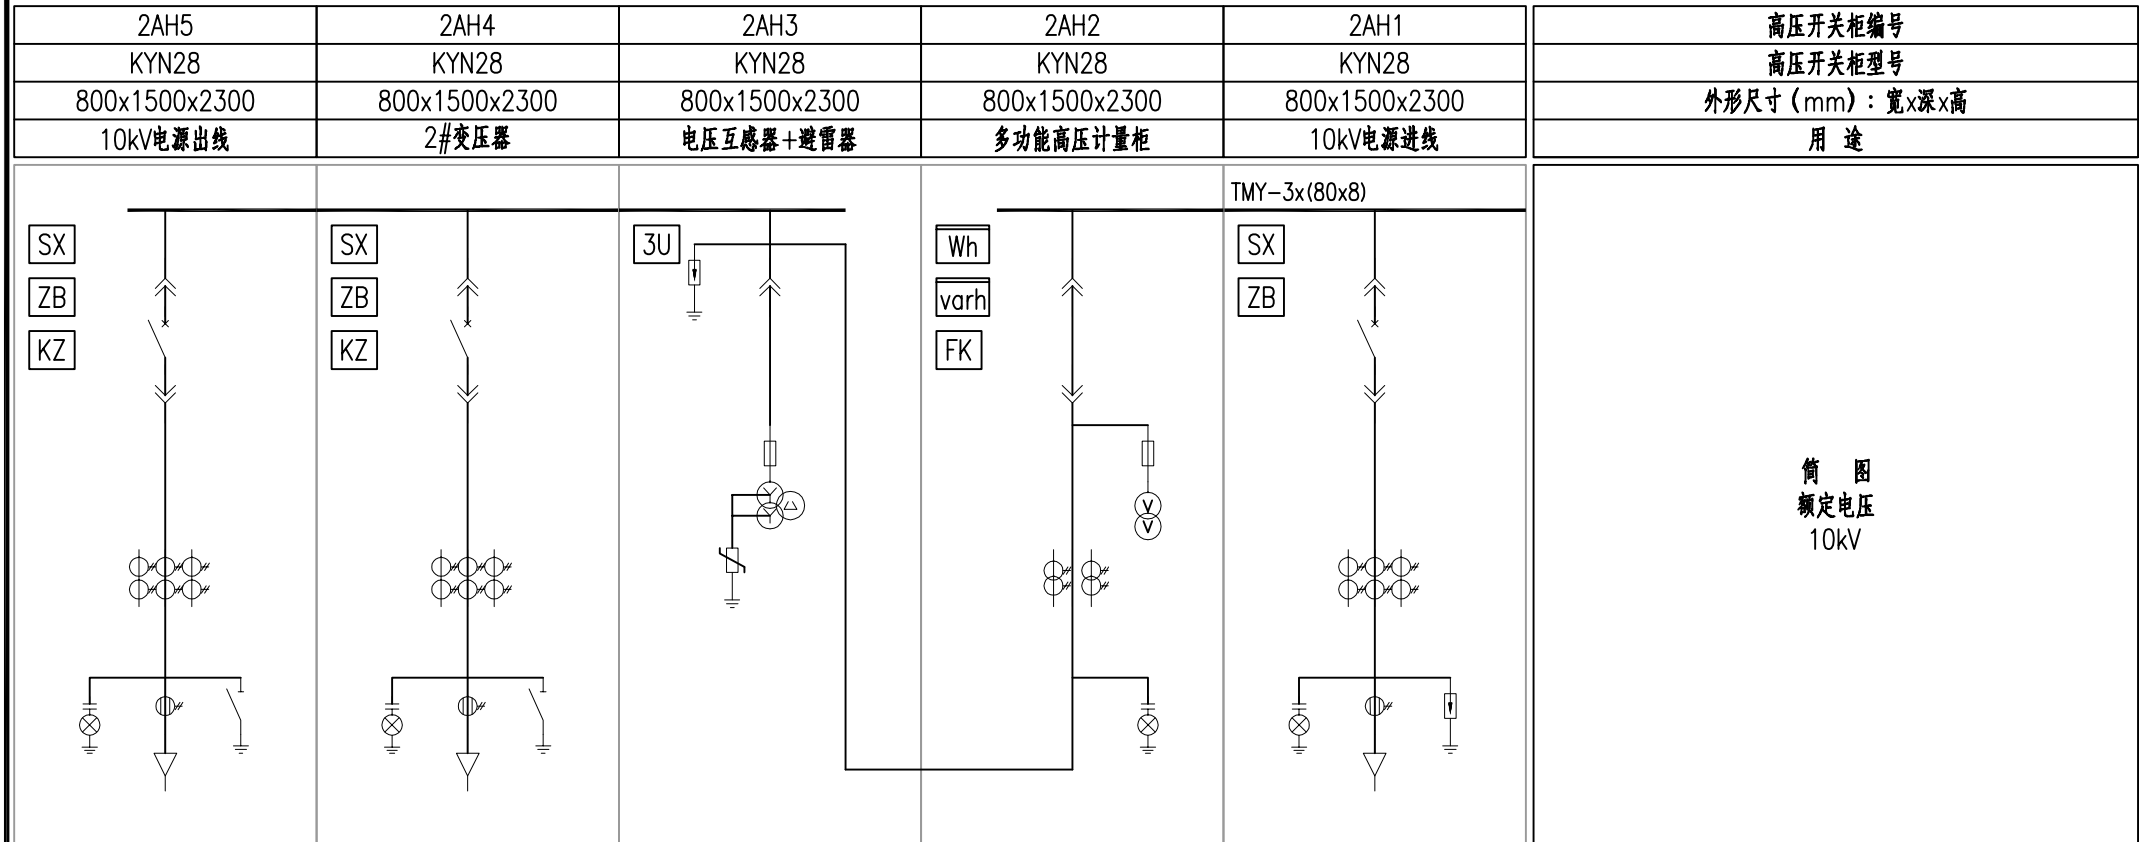 2AH5 2AH4 2AH3 2AH2 2AH1 高压开关柜编号
KYN28 KYN28 KYN28 KYN28 KYN28 高压开关柜型号
800x1500x2300 800x1500x2300 800x1500x2300 800x1500x2300 800x1500x2300 外形尺寸（mm）：宽x深x高
10kV电源出线 2#变压器 电压互感器+避雷器 多功能高压计量柜 10kV电源进线 用 途
TMY-3x(80x8)
SX SX 3U Wh SX
ZB ZB varh ZB
KZ KZ FK
简 图
额定电压
V
V
10kV